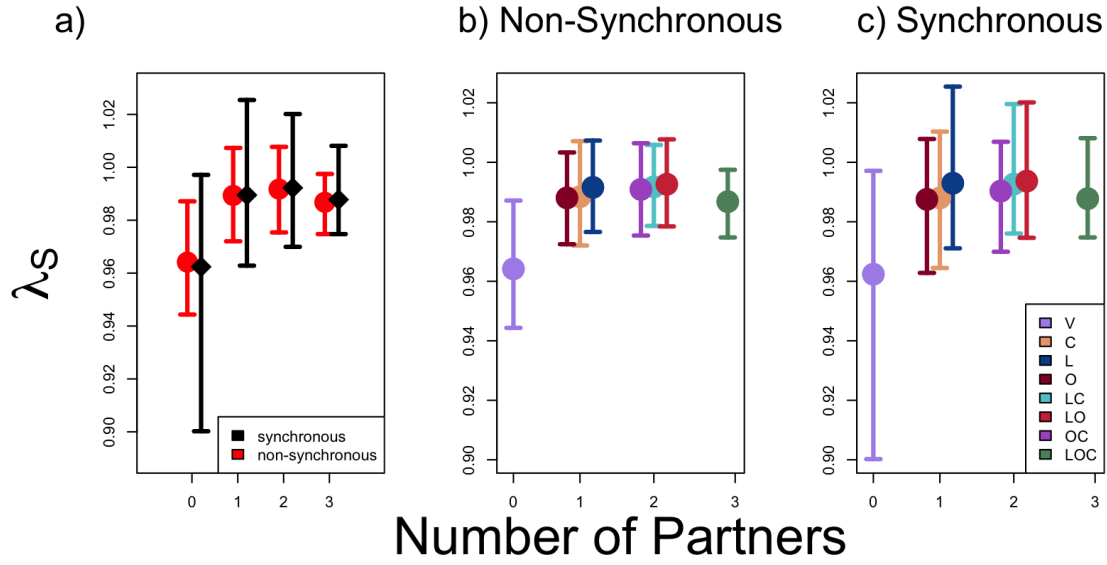 a)
b) Non-Synchronous
c) Synchronous
λs
1.02
1.00
0.98
0.96
0.94
0.92
0.90
0
1
2
3
synchronous
non-synchronous
1.02
1.00
0.98
0.96
0.94
0.92
0.90
0
1
2
3
1.02
1.00
0.98
0.96
0.94
0.92
0.90
0
1
2
3
V
C
L
O
LC
LO
OC
LOC
Number of Partners